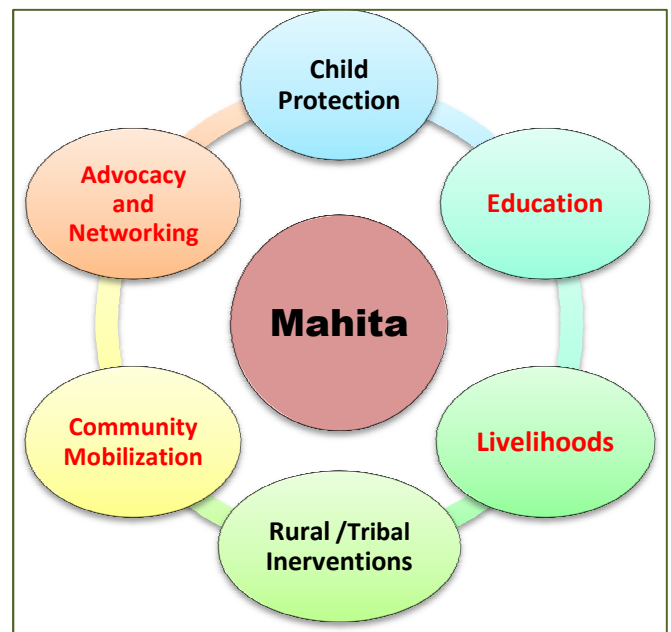 Child
Protection
Education
Livelihoods
Rural /Tribal
Inerventions
Community
Mobilization
Advocacy
and
Networking
Mahita